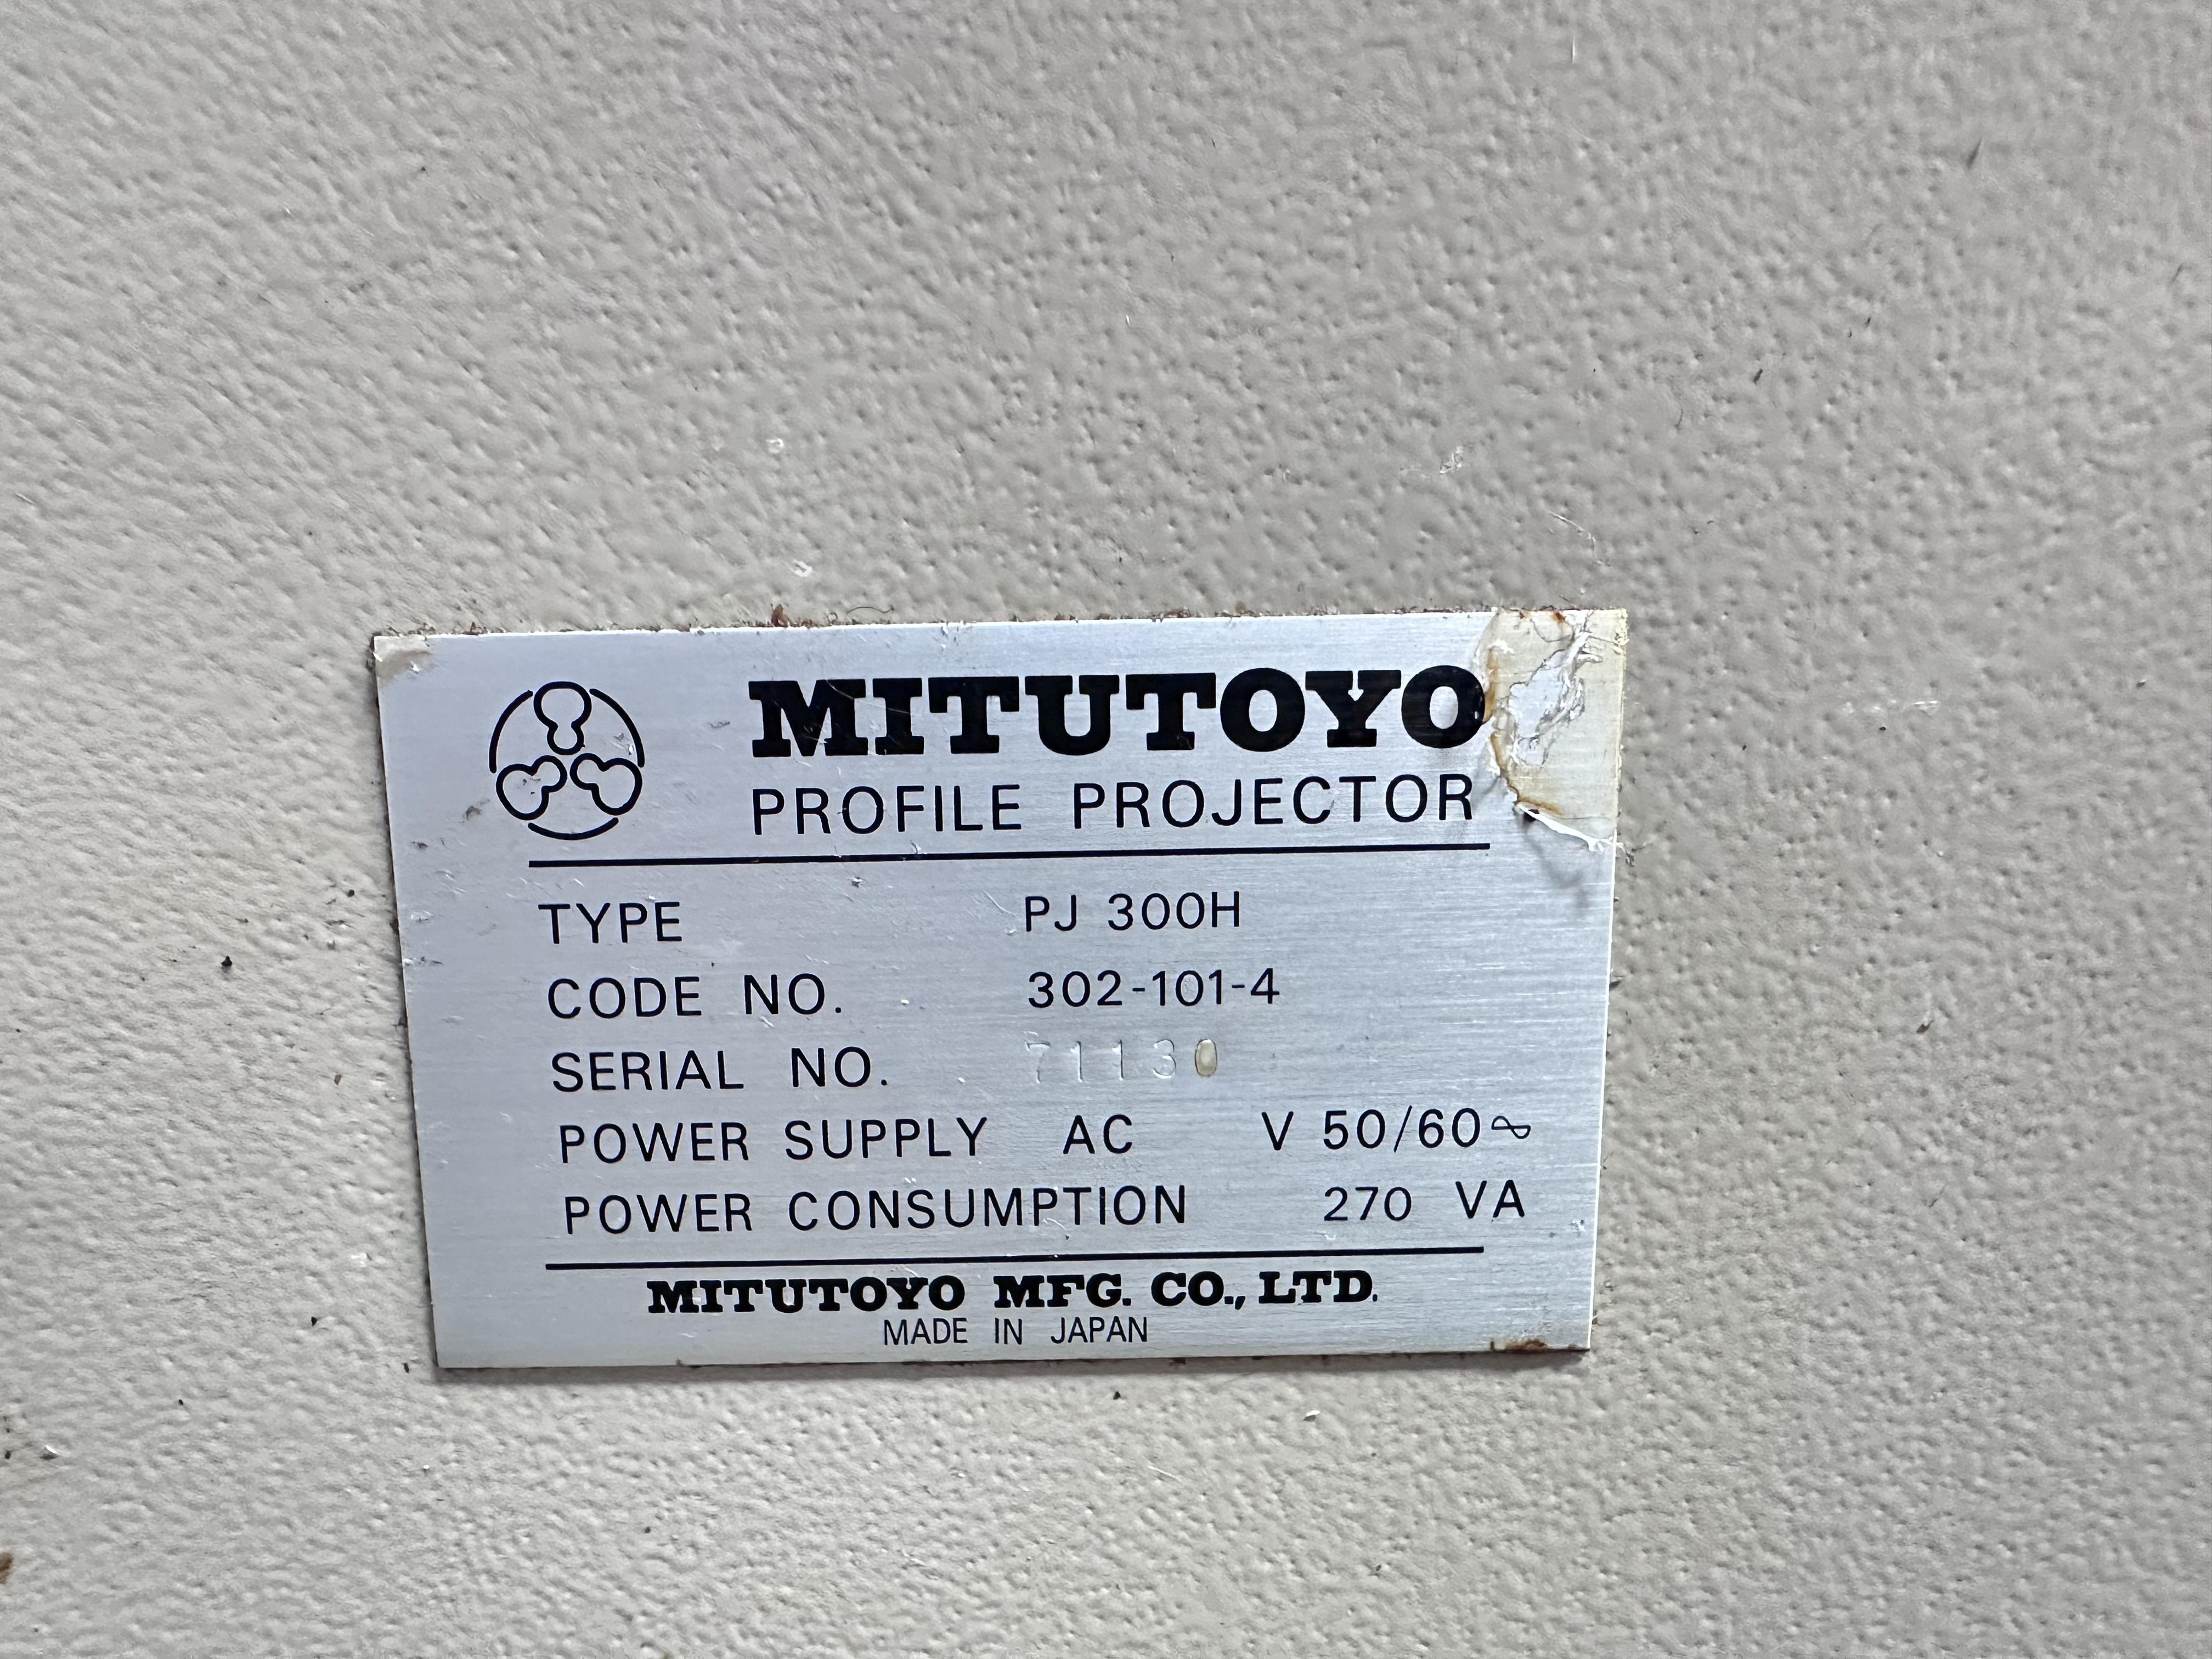 MITUTOYO
PROFILE PROJECTOR
TYPE PJ 300H
CODE NO. 302-101-4
SERIAL NO. 71130
POWER SUPPLY AC V 50/60∿
POWER CONSUMPTION 270 VA
MITUTOYO MFG. CO., LTD.
MADE IN JAPAN